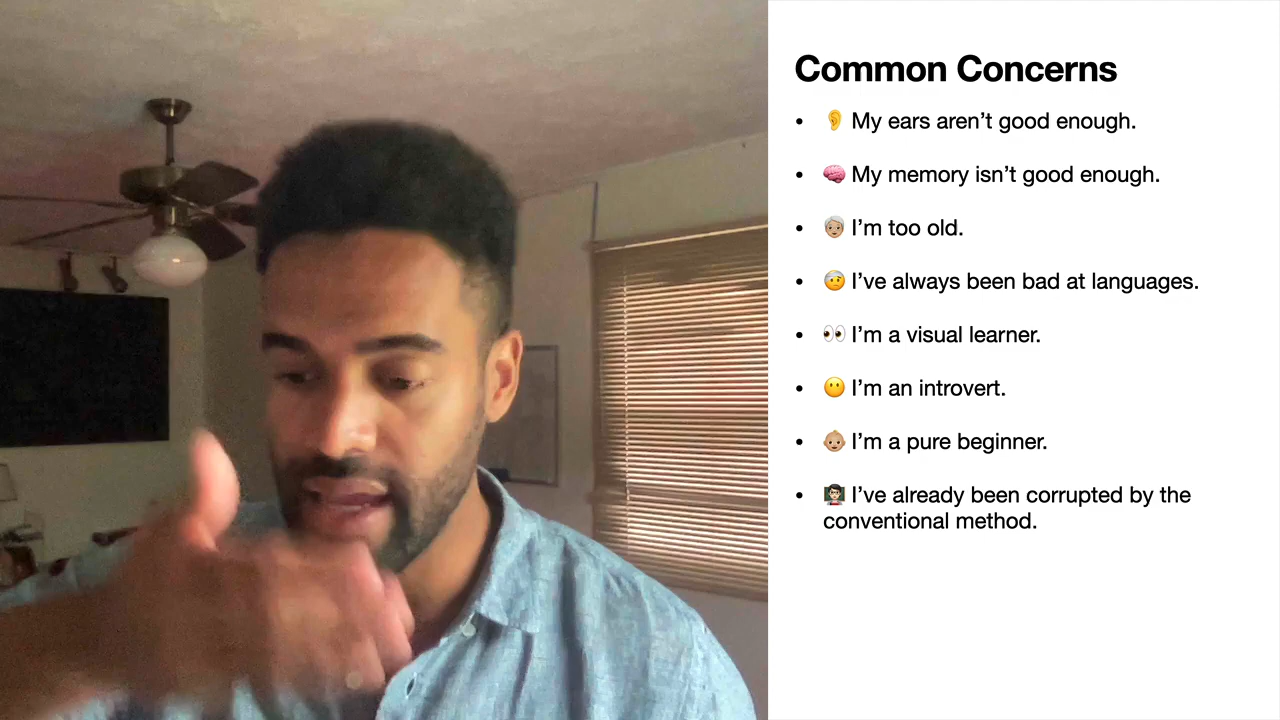 Common Concerns
• 👂 My ears aren’t good enough.
• 🧠 My memory isn’t good enough.
• 👵🏼 I’m too old.
• 🤕 I’ve always been bad at languages.
• 👀 I’m a visual learner.
• 😶 I’m an introvert.
• 👶🏼 I’m a pure beginner.
• 👩🏻‍🏫 I’ve already been corrupted by the
conventional method.